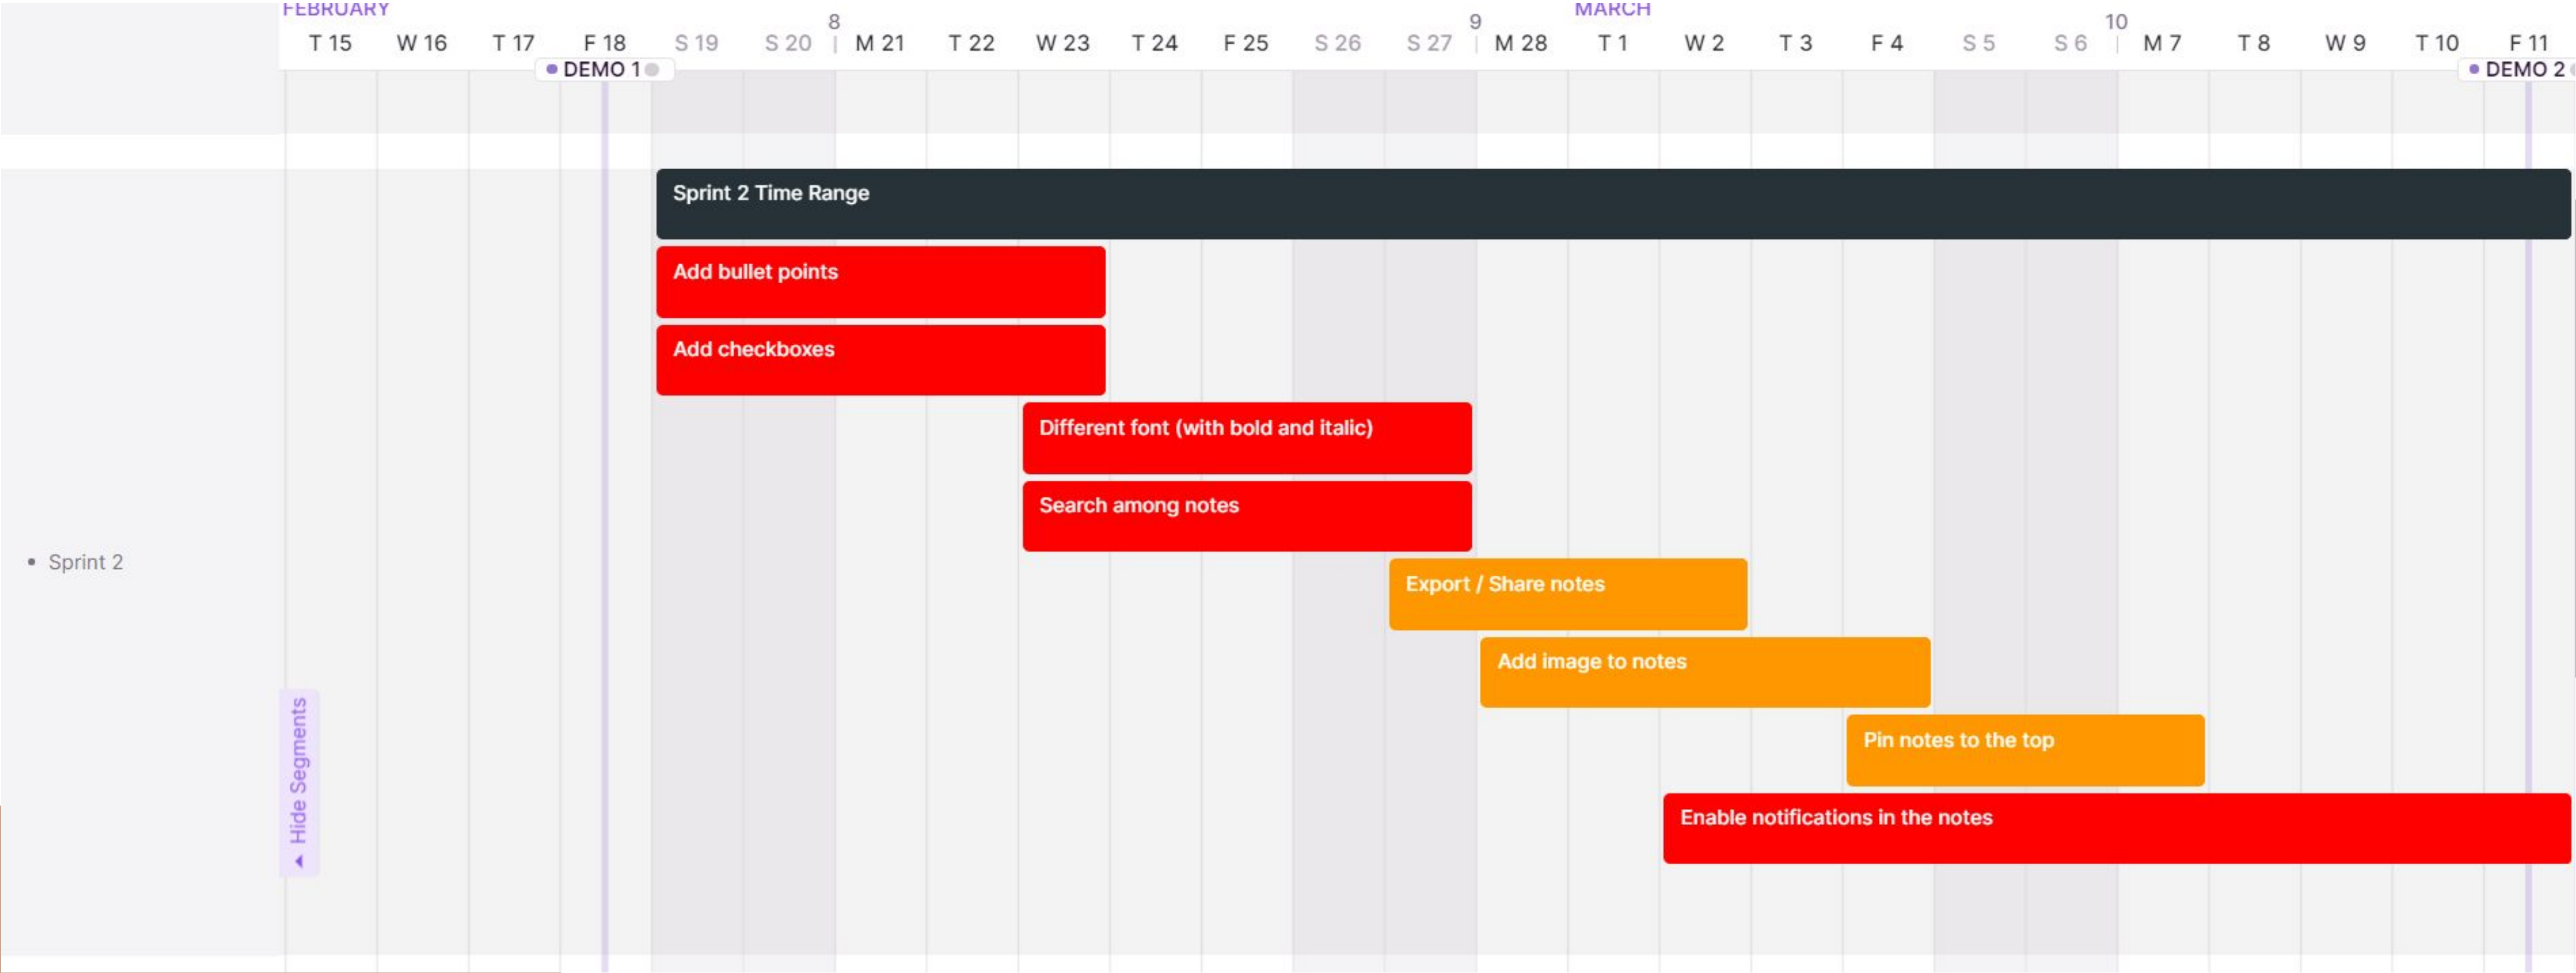 FEBRUARY MARCH
8 9 10
T 15 W 16 T 17 F 18 S 19 S 20 M 21 T 22 W 23 T 24 F 25 S 26 S 27 M 28 T 1 W 2 T 3 F 4 S 5 S 6 M 7 T 8 W 9 T 10 F 11
DEMO 1 DEMO 2
Sprint 2 Time Range
Add bullet points
Add checkboxes
Different font (with bold and italic)
Search among notes
• Sprint 2
Export / Share notes
Add image to notes
Pin notes to the top
Hide Segments
Enable notifications in the notes